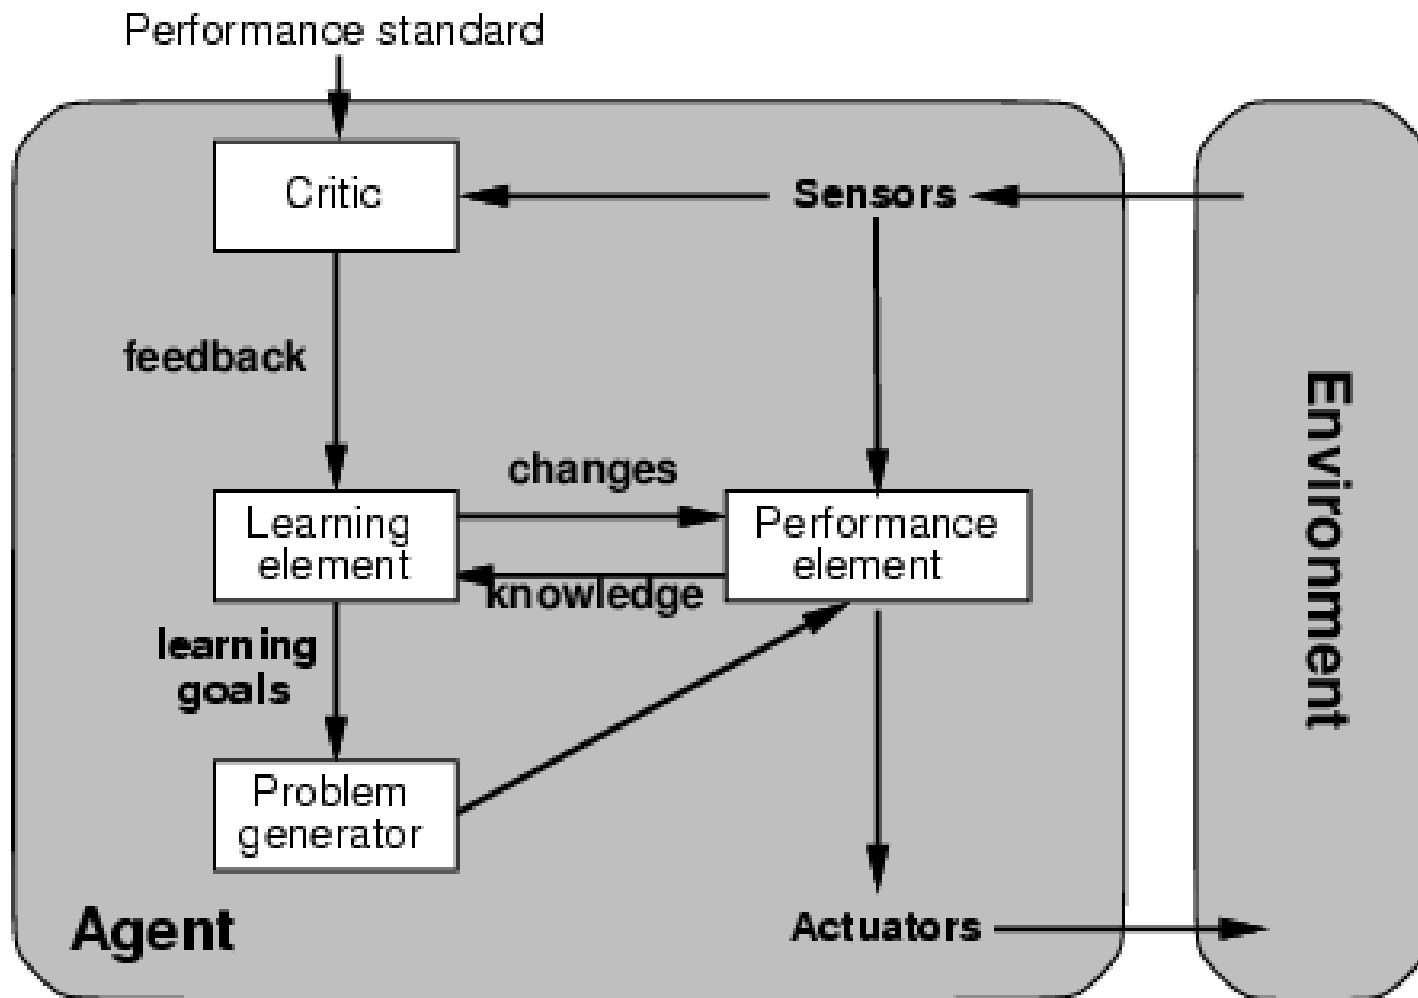 Performance standard
Critic
Sensors
feedback
changes
Learning
element
Performance
element
knowledge
learning
goals
Problem
generator
Agent
Actuators
Environment